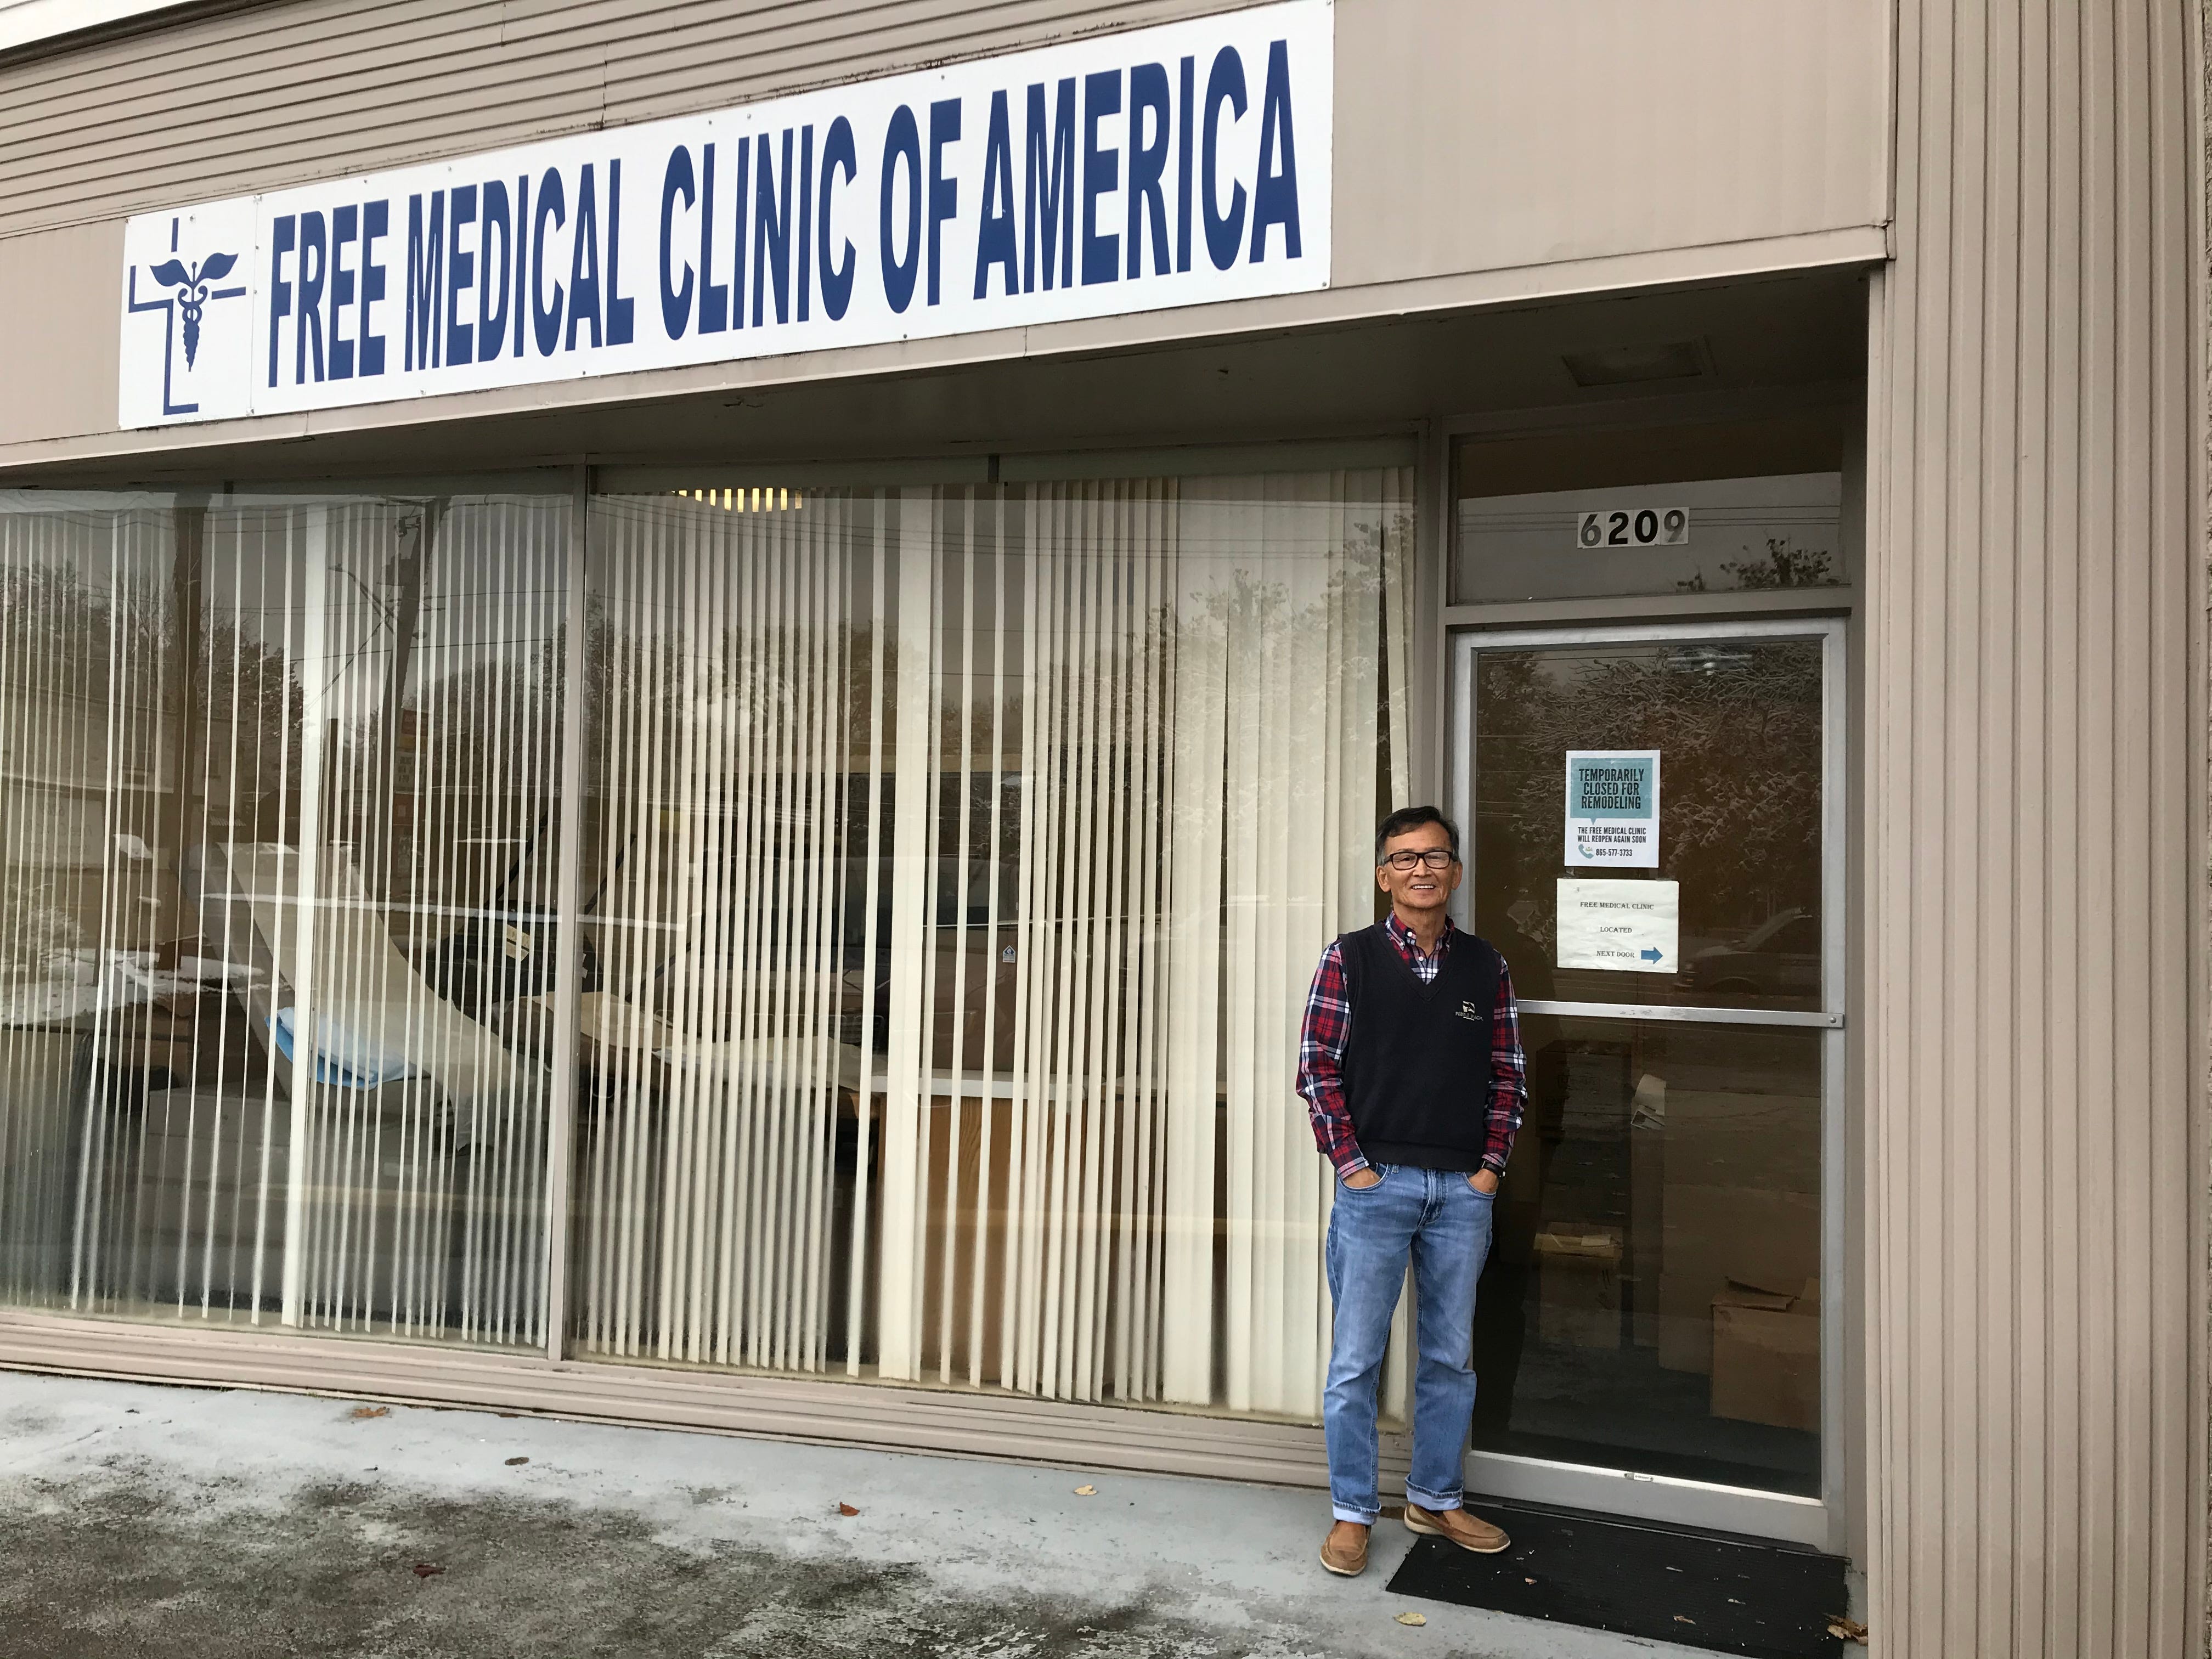 FREE MEDICAL CLINIC OF AMERICA
6209
TEMPORARILY
CLOSED FOR
REMODELING
THE FREE MEDICAL CLINIC
WILL REOPEN AGAIN SOON
865-577-3733
FREE MEDICAL CLINIC
LOCATED
NEXT DOOR